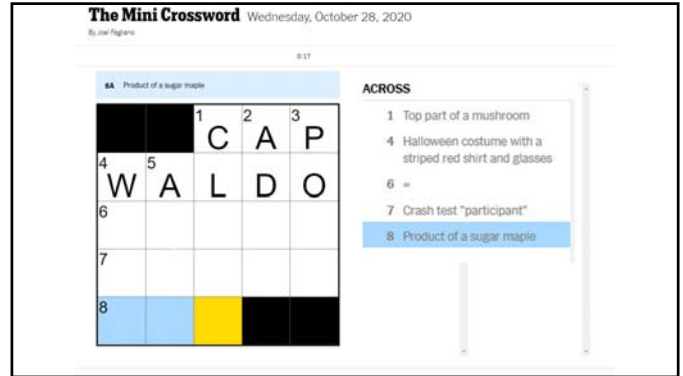 The Mini Crossword Wednesday, October 28, 2020
By Joel Fagliano
0:17
8A Product of a sugar maple
ACROSS
1 Top part of a mushroom
4 Halloween costume with a
striped red shirt and glasses
6 =
7 Crash test "participant"
8 Product of a sugar maple
1 2 3
C A P
4 5
W A L D O
6
7
8